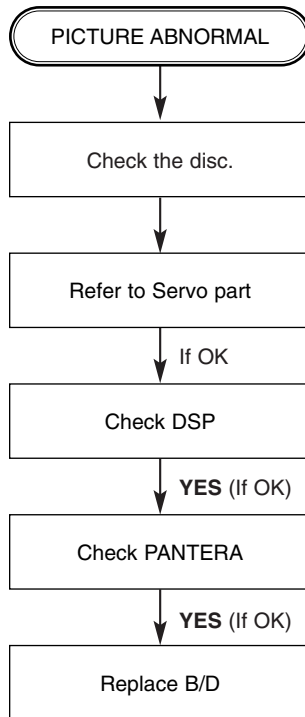 PICTURE ABNORMAL
Check the disc.
Refer to Servo part
If OK
Check DSP
YES (If OK)
Check PANTERA
YES (If OK)
Replace B/D